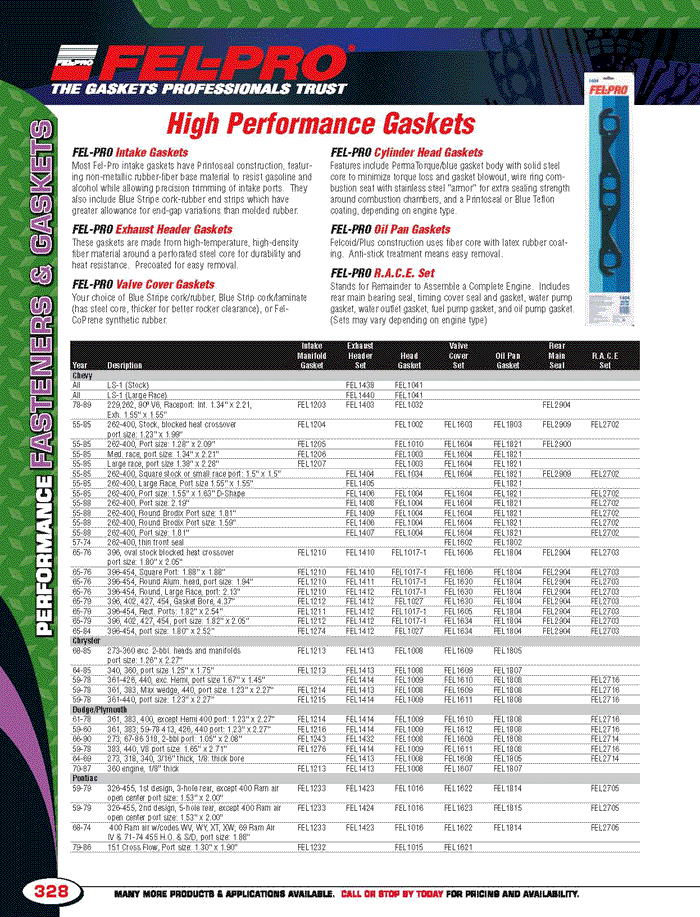 FEL-PRO
FEL-PRO®
THE GASKETS PROFESSIONALS TRUST
High Performance Gaskets
FEL-PRO Intake Gaskets
Most Fel-Pro intake gaskets have Printoseal construction, featur-
ing non-metallic rubber-fiber base material to resist gasoline and
alcohol while allowing precision trimming of intake ports. They
also include Blue Stripe cork-rubber end strips which have
greater allowance for end-gap variations than molded rubber.
FEL-PRO Exhaust Header Gaskets
These gaskets are made from high-temperature, high-density
fiber material around a perforated steel core for durability and
heat resistance. Precoated for easy removal.
FEL-PRO Valve Cover Gaskets
Your choice of Blue Stripe cork/rubber, Blue Strip cork/laminate
(has steel core, thicker for better rocker clearance), or Fel-
CoPrene synthetic rubber.
FEL-PRO Cylinder Head Gaskets
Features include PermaTorque/blue gasket body with solid steel
core to minimize torque loss and gasket blowout, wire ring com-
bustion seat with stainless steel "armor" for extra sealing strength
around combustion chambers, and a Printoseal or Blue Teflon
coating, depending on engine type.
FEL-PRO Oil Pan Gaskets
Felcoid/Plus construction uses fiber core with latex rubber coat-
ing. Anti-stick treatment means easy removal.
FEL-PRO R.A.C.E. Set
Stands for Remainder to Assemble a Complete Engine. Includes
rear main bearing seal, timing cover seal and gasket, water pump
gasket, water outlet gasket, fuel pump gasket, and oil pump gasket.
(Sets may vary depending on engine type)
FEL-PRO
PERFORMANCE FASTENERS & GASKETS
Intake Exhaust Valve Rear
Manifold Header Head Cover Oil Pan Main R.A.C.E
Year Desription Gasket Set Gasket Set Gasket Seal Set
Chevy
All LS-1 (Stock) FEL1438 FEL1041
All LS-1 (Large Race) FEL1440 FEL1041
78-89 229,262, 90º V6, Raceport: Int. 1.34" x 2.21, FEL1203 FEL1403 FEL1032 FEL2904
Exh. 1.55" x 1.55"
55-85 262-400, Stock, blocked heat crossover FEL1204 FEL1002 FEL1603 FEL1803 FEL2909 FEL2702
port size: 1.23" x 1.99"
55-85 262-400, Port size: 1.28" x 2.09" FEL1205 FEL1010 FEL1604 FEL1821 FEL2900
55-85 Med. race, port size: 1.34" x 2.21" FEL1206 FEL1003 FEL1604 FEL1821
55-85 Large race, port size 1.38" x 2.28" FEL1207 FEL1003 FEL1604 FEL1821
55-85 262-400, Square stock or small race port: 1.5" x 1.5" FEL1404 FEL1034 FEL1604 FEL1821 FEL2909 FEL2702
55-85 262-400, Large Race, Port size 1.55" x 1.55" FEL1405 FEL1821
55-85 262-400, Port size: 1.55" x 1.63" D-Shape FEL1406 FEL1004 FEL1604 FEL1821 FEL2702
55-88 262-400, Port size: 2.19" FEL1408 FEL1004 FEL1604 FEL1821 FEL2702
55-88 262-400, Round Brodix Port size: 1.81" FEL1409 FEL1004 FEL1604 FEL1821 FEL2702
55-88 262-400, Round Brodix Port size: 1.59" FEL1406 FEL1004 FEL1604 FEL1821 FEL2702
55-88 262-400, Port size: 1.81" FEL1407 FEL1004 FEL1604 FEL1821 FEL2702
57-74 262-400, thin front seal FEL1602 FEL1802
65-76 396, oval stock blocked heat crossover FEL1210 FEL1410 FEL1017-1 FEL1606 FEL1804 FEL2904 FEL2703
port size: 1.80" x 2.05"
65-76 396-454, Square Port: 1.88" x 1.88" FEL1210 FEL1410 FEL1017-1 FEL1606 FEL1804 FEL2904 FEL2703
65-76 396-454, Round Alum. head, port size: 1.94" FEL1210 FEL1411 FEL1017-1 FEL1630 FEL1804 FEL2904 FEL2703
65-76 396-454, Round, Large Race, port: 2.13" FEL1210 FEL1412 FEL1017-1 FEL1630 FEL1804 FEL2904 FEL2703
65-79 396, 402, 427, 454, Gasket Bore, 4.37" FEL1212 FEL1412 FEL1027 FEL1630 FEL1804 FEL2904 FEL2703
65-79 396-454, Rect. Ports: 1.82" x 2.54" FEL1211 FEL1412 FEL1017-1 FEL1605 FEL1804 FEL2904 FEL2703
65-79 396, 402, 427, 454, port size: 1.82" x 2.05" FEL1212 FEL1412 FEL1017-1 FEL1634 FEL1804 FEL2904 FEL2703
65-84 396-454, port size: 1.80" x 2.52" FEL1274 FEL1412 FEL1027 FEL1634 FEL1804 FEL2904 FEL2703
Chrysler
68-85 273-360 exc. 2-bbl. heads and manifolds FEL1213 FEL1413 FEL1008 FEL1609 FEL1805
port size: 1.26" x 2.27"
64-85 340, 360, port size 1.25" x 1.75" FEL1213 FEL1413 FEL1008 FEL1609 FEL1807
59-78 361-426, 440, exc. Hemi, port size 1.67" x 1.45" FEL1414 FEL1009 FEL1610 FEL1808 FEL2716
59-78 361, 383, Max wedge, 440, port size: 1.23" x 2.27" FEL1214 FEL1413 FEL1008 FEL1609 FEL1808 FEL2716
59-78 361-440, port size: 1.23" x 2.27" FEL1215 FEL1414 FEL1009 FEL1611 FEL1808 FEL2716
Dodge/Plymouth
61-78 361, 383, 400, except Hemi 400 port: 1.23" x 2.27" FEL1214 FEL1414 FEL1009 FEL1610 FEL1808 FEL2716
59-60 361, 383; 59-78 413, 426, 440 port: 1.23" x 2.27" FEL1216 FEL1414 FEL1009 FEL1612 FEL1808 FEL2716
66-90 273, 67-86 318, 2-bbl port: 1.05" x 2.08" FEL1243 FEL1432 FEL1008 FEL1609 FEL1808 FEL2714
59-78 383, 440, V8 port size: 1.65" x 2.71" FEL1276 FEL1414 FEL1009 FEL1611 FEL1808 FEL2716
64-69 273, 318, 340, 3/16" thick, 1/8: thick bore FEL1413 FEL1008 FEL1608 FEL1805 FEL2714
70-87 360 engine, 1/8" thick FEL1213 FEL1413 FEL1008 FEL1607 FEL1807
Pontiac
59-79 326-455, 1st design, 3-hole rear, except 400 Ram air FEL1233 FEL1423 FEL1016 FEL1622 FEL1814 FEL2705
open center port size: 1.53" x 2.00"
59-79 326-455, 2nd design, 5-hole rear, except 400 Ram air FEL1233 FEL1424 FEL1016 FEL1623 FEL1815 FEL2705
open center port size: 1.53" x 2.00"
68-74 400 Ram air w/codes WV, WY, XT, XW; 69 Ram Air FEL1233 FEL1423 FEL1016 FEL1622 FEL1814 FEL2705
IV & 71-74 455 H.O. & S/D, port size: 1.88"
79-86 151 Cross Flow, Port size: 1.30" x 1.90" FEL1232 FEL1015 FEL1621
328 MANY MORE PRODUCTS & APPLICATIONS AVAILABLE. CALL OR STOP BY TODAY FOR PRICING AND AVAILABILITY.